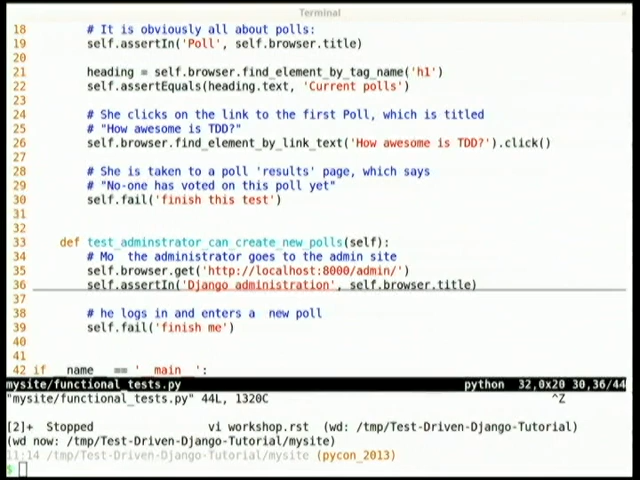 Terminal
18 # It is obviously all about polls:
19 self.assertIn('Poll', self.browser.title)
20
21 heading = self.browser.find_element_by_tag_name('h1')
22 self.assertEquals(heading.text, 'Current polls')
23
24 # She clicks on the link to the first Poll, which is titled
25 # "How awesome is TDD?"
26 self.browser.find_element_by_link_text('How awesome is TDD?').click()
27
28 # She is taken to a poll 'results' page, which says
29 # "No-one has voted on this poll yet"
30 self.fail('finish this test')
31
32
33 def test_adminstrator_can_create_new_polls(self):
34 # Mo  the administrator goes to the admin site
35 self.browser.get('http://localhost:8000/admin/')
36 self.assertIn('Django administration', self.browser.title)
37
38 # he logs in and enters a  new poll
39 self.fail('finish me')
40
41
42 if __name__ == '__main__':
mysite/functional_tests.py python 32,0x20 30,36/44
"mysite/functional_tests.py" 44L, 1320C ^Z
[2]+ Stopped vi workshop.rst (wd: /tmp/Test-Driven-Django-Tutorial)
(wd now: /tmp/Test-Driven-Django-Tutorial/mysite)
11:14 /tmp/Test-Driven-Django-Tutorial/mysite (pycon_2013)
$